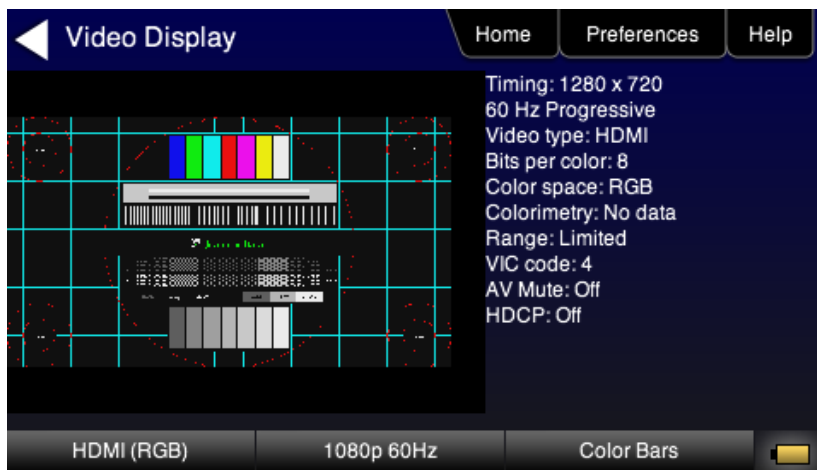 Video Display
Home
Preferences
Help
Timing: 1280 x 720
60 Hz Progressive
Video type: HDMI
Bits per color: 8
Color space: RGB
Colorimetry: No data
Range: Limited
VIC code: 4
AV Mute: Off
HDCP: Off
HDMI (RGB)
1080p 60Hz
Color Bars